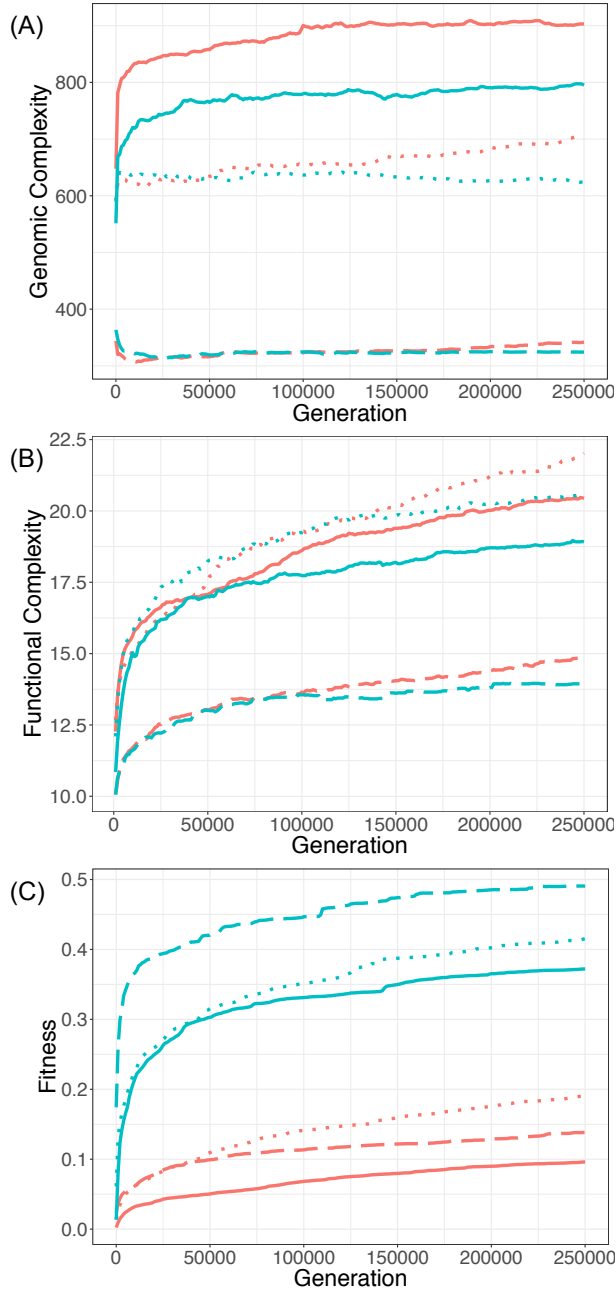 (A)
Genomic Complexity
800
600
400
0 50000 100000 150000 200000 250000
Generation
(B)
Functional Complexity
22.5
20.0
17.5
15.0
12.5
10.0
0 50000 100000 150000 200000 250000
Generation
(C)
Fitness
0.5
0.4
0.3
0.2
0.1
0.0
0 50000 100000 150000 200000 250000
Generation